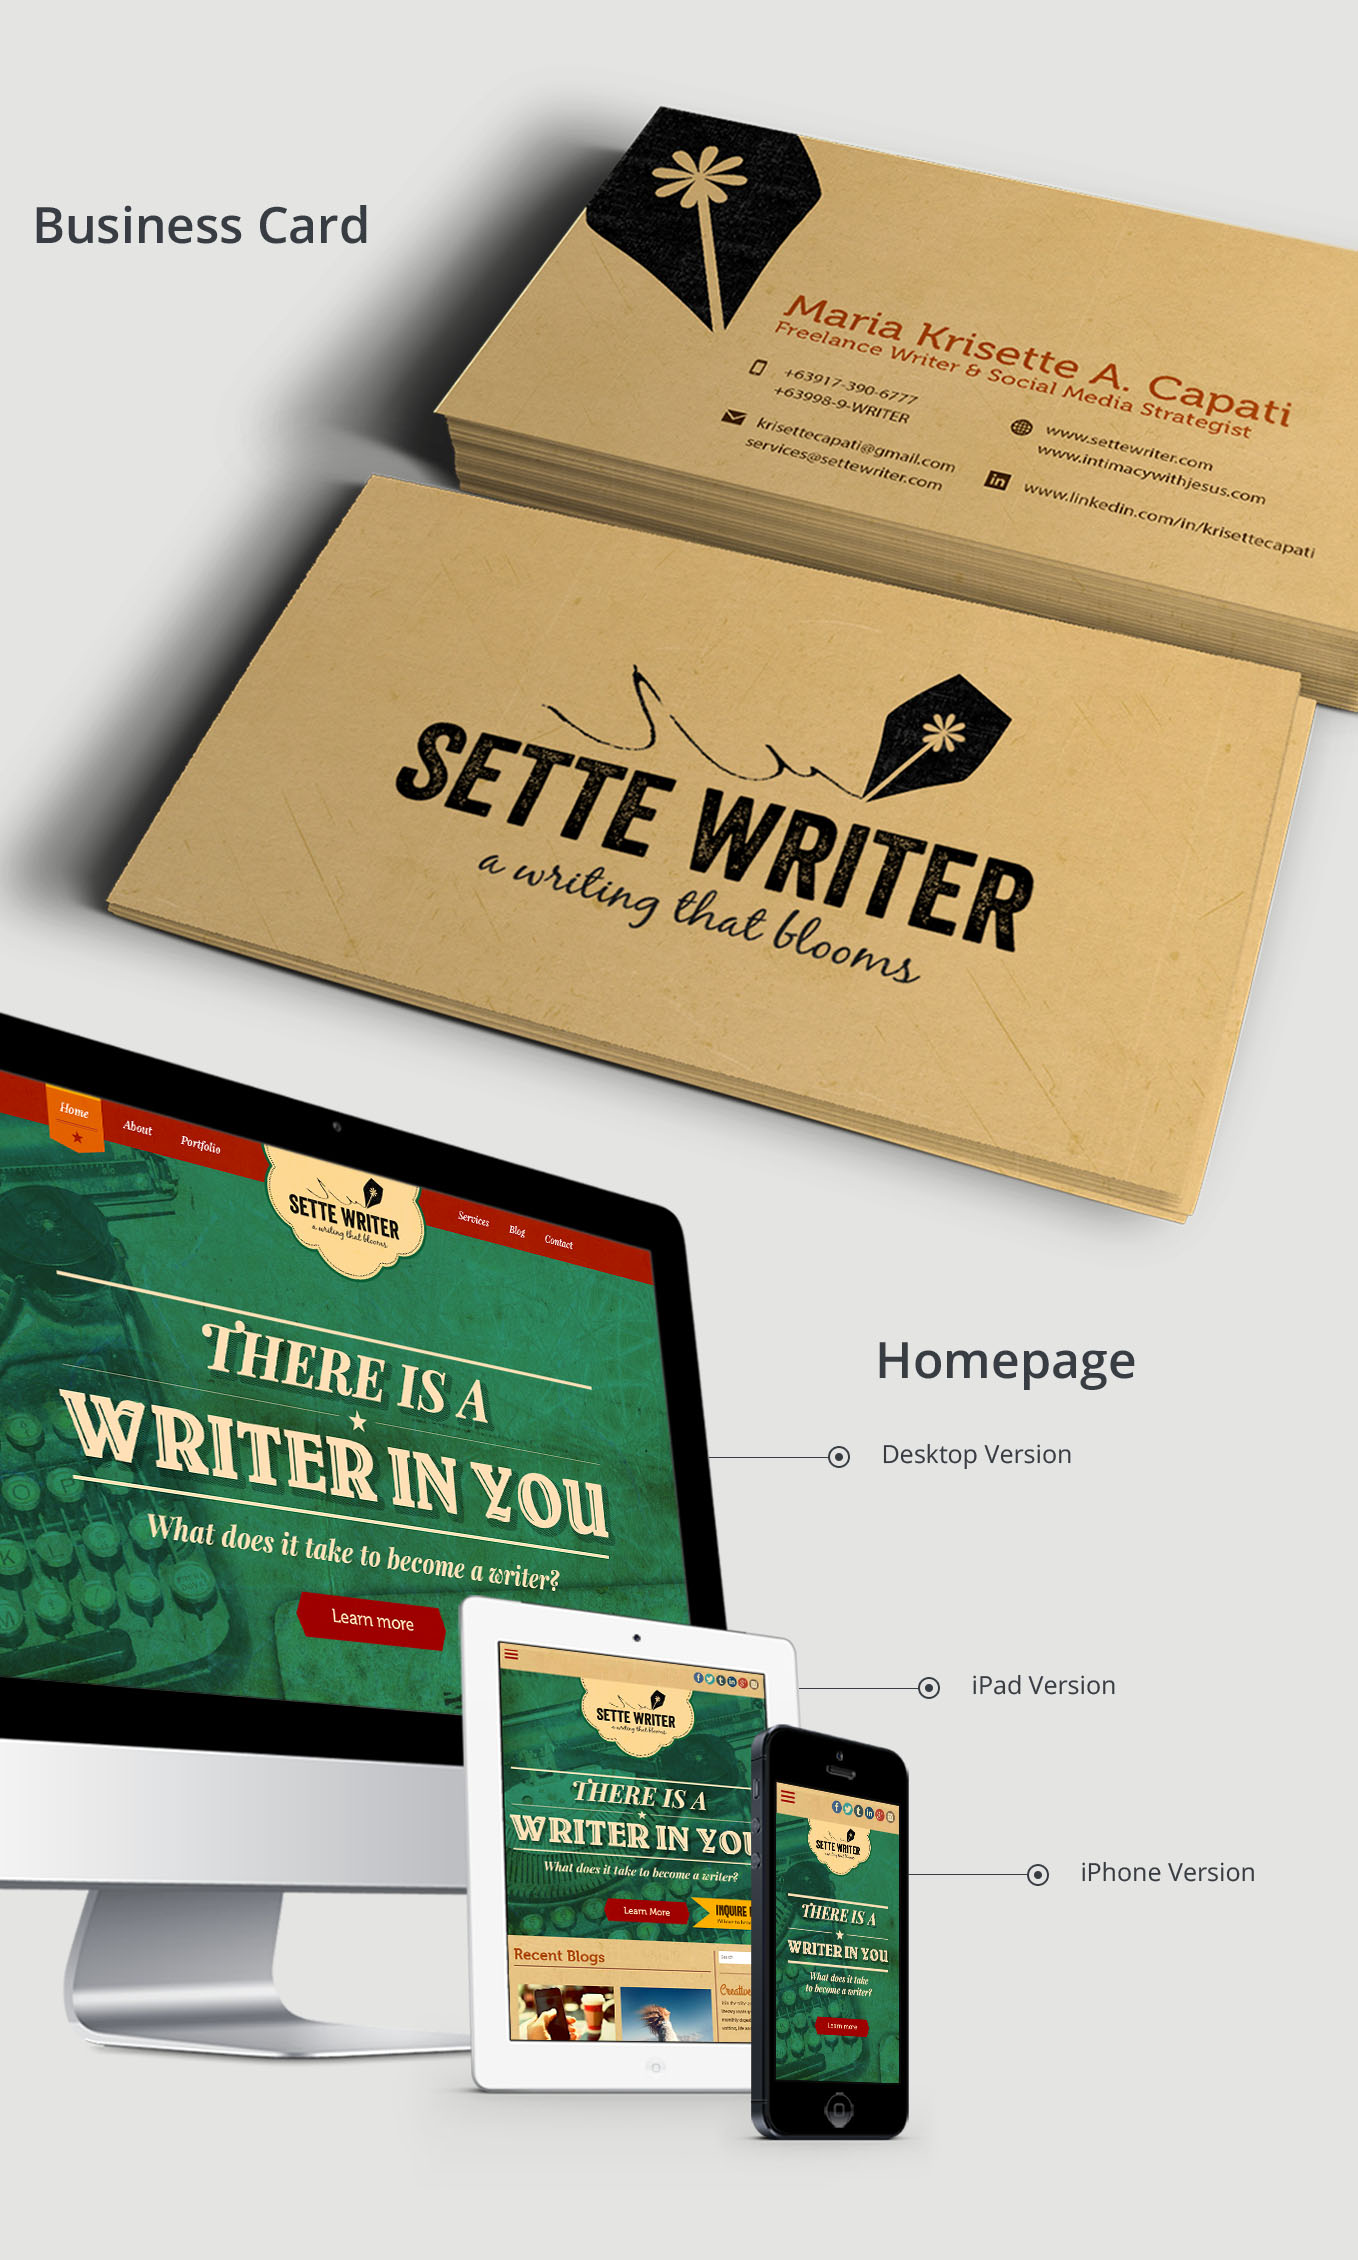 Business Card
Maria Krisette A. Capati
Freelance Writer & Social Media Strategist
+63917-390-6777
+63998-9-WRITER
krisettecapati@gmail.com
services@settewriter.com
www.settewriter.com
www.intimacywithjesus.com
in
www.linkedin.com/in/krisettecapati
SETTE WRITER
a writing that blooms
Home
About
Portfolio
SETTE WRITER
a writing that blooms
Services
Blog
Contact
THERE IS A
WRITER IN YOU
What does it take to become a writer?
Learn more
Homepage
Desktop Version
iPad Version
iPhone Version
SETTE WRITER
a writing that blooms
THERE IS A
WRITER IN YOU
What does it take to become a writer?
Learn More
INQUIRE
Recent Blogs
Creative
SETTE WRITER
THERE IS A
WRITER IN YOU
What does it take
to become a writer?
Learn more